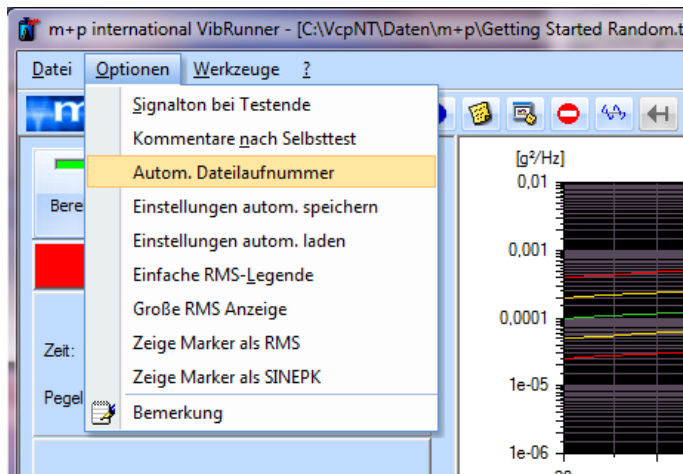 m+p international VibRunner - [C:\VcpNT\Daten\m+p\Getting Started Random.t
Datei Optionen Werkzeuge ?
m
Signalton bei Testende
Kommentare nach Selbsttest
Autom. Dateilaufnummer
Einstellungen autom. speichern
Einstellungen autom. laden
Einfache RMS-Legende
Große RMS Anzeige
Zeige Marker als RMS
Zeige Marker als SINEPK
Bemerkung
Bere
Zeit:
Pegel
[g²/Hz]
0,01
0,001
0,0001
1e-05
1e-06